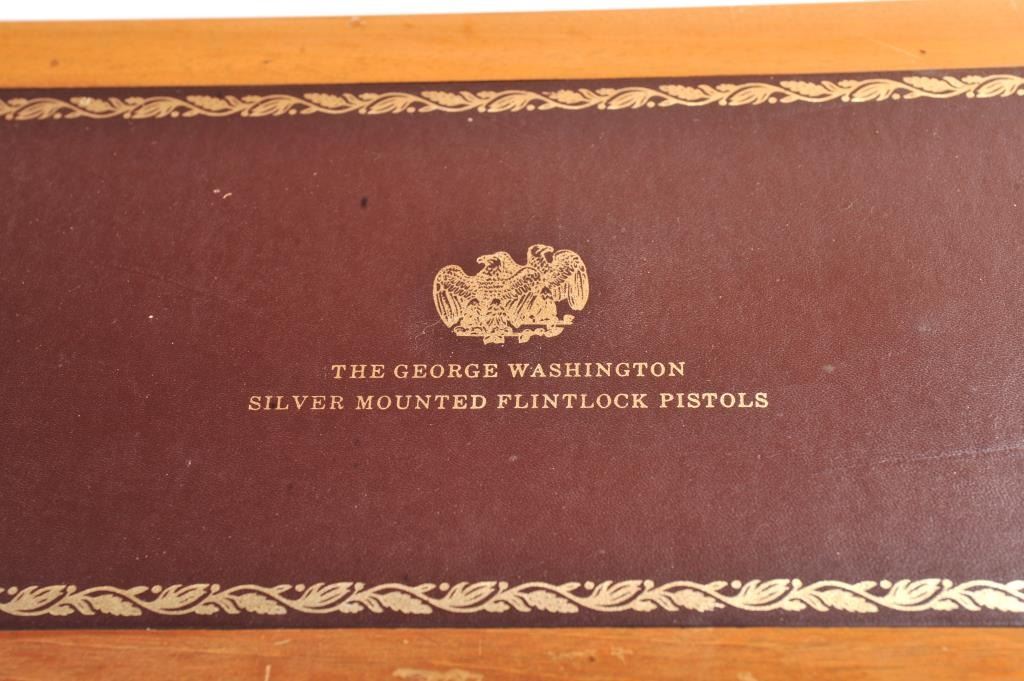 THE GEORGE WASHINGTON
SILVER MOUNTED FLINTLOCK PISTOLS